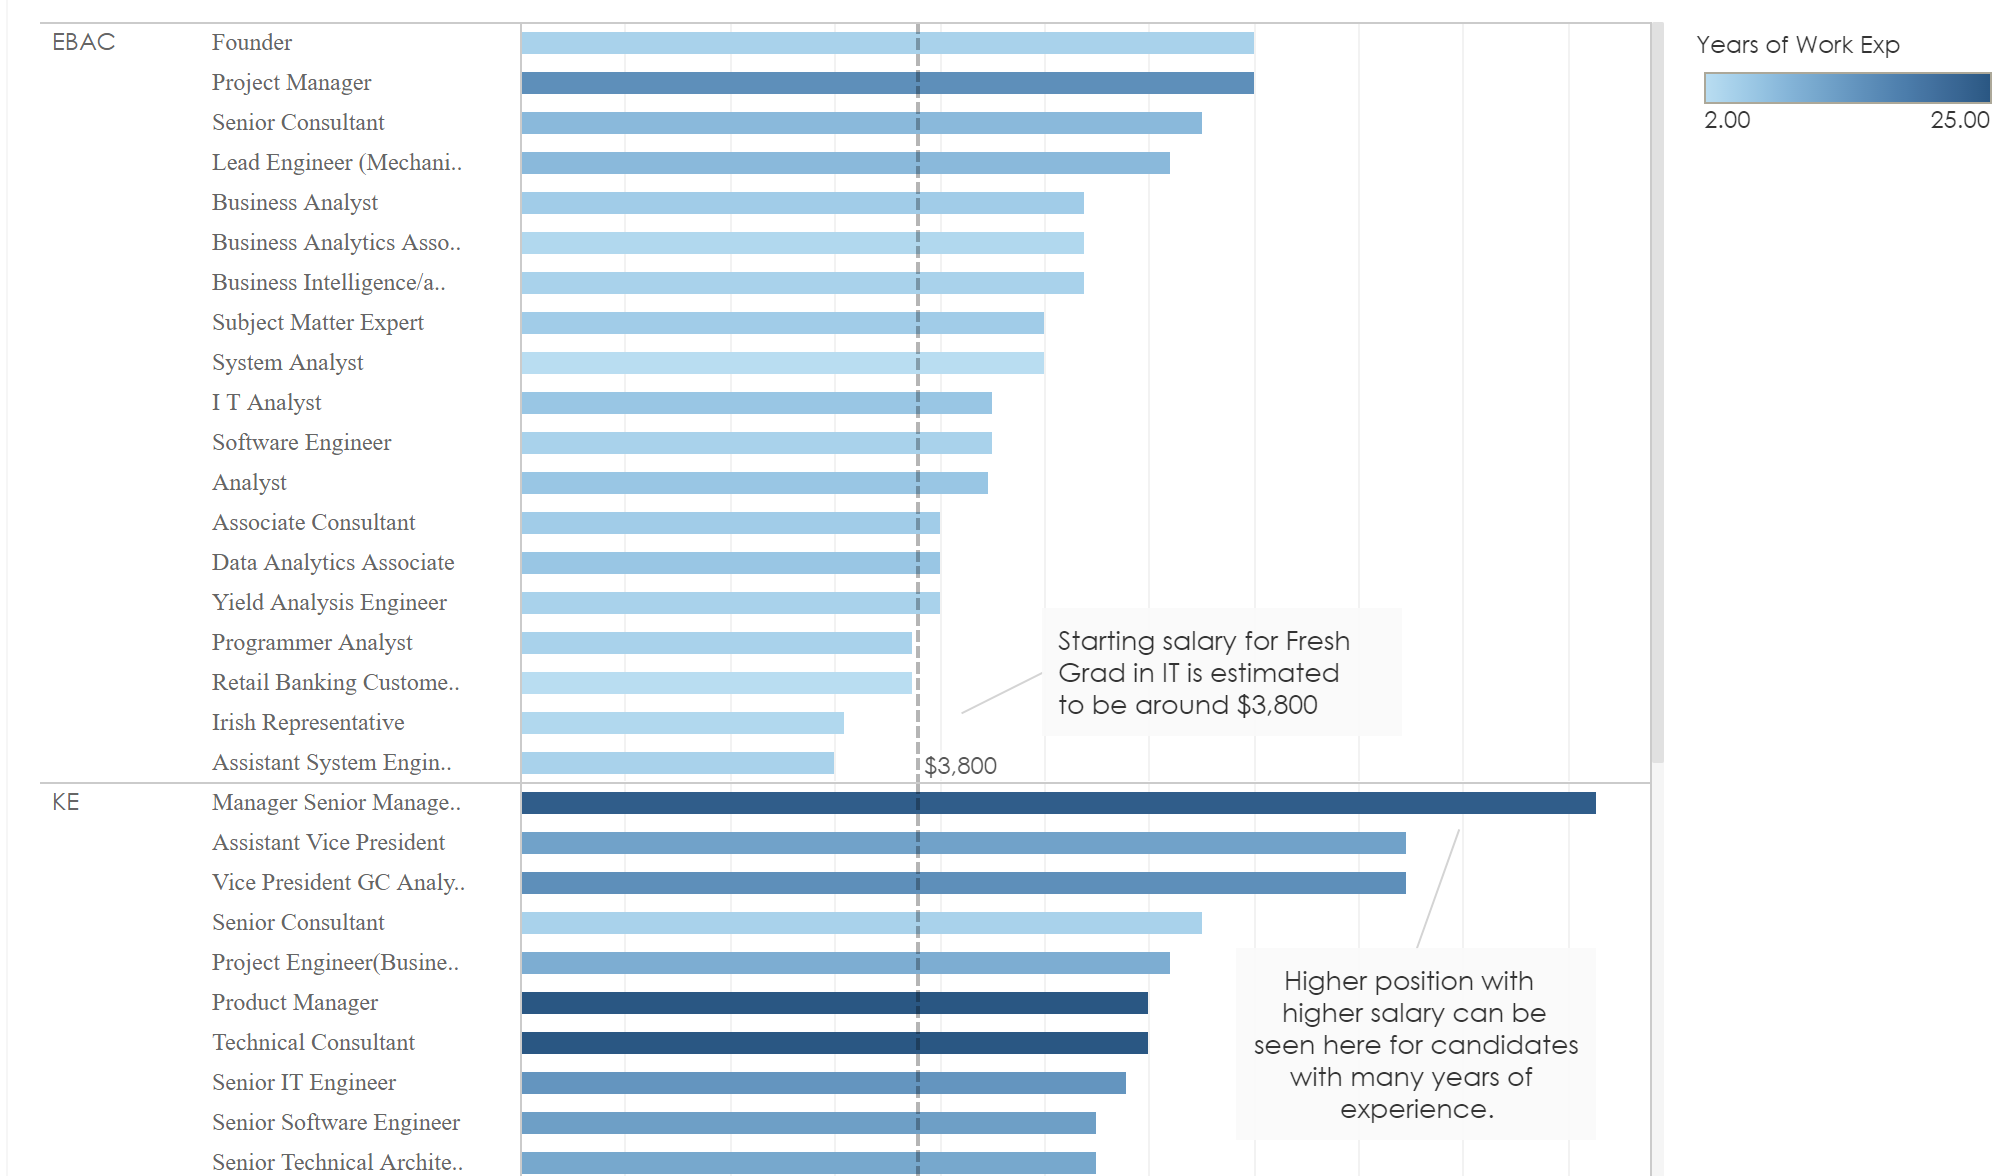 EBAC
Founder
Project Manager
Senior Consultant
Lead Engineer (Mechani..
Business Analyst
Business Analytics Asso..
Business Intelligence/a..
Subject Matter Expert
System Analyst
I T Analyst
Software Engineer
Analyst
Associate Consultant
Data Analytics Associate
Yield Analysis Engineer
Programmer Analyst
Retail Banking Custome..
Irish Representative
Assistant System Engin..
Starting salary for Fresh
Grad in IT is estimated
to be around $3,800
$3,800
KE
Manager Senior Manage..
Assistant Vice President
Vice President GC Analy..
Senior Consultant
Project Engineer(Busine..
Product Manager
Technical Consultant
Senior IT Engineer
Senior Software Engineer
Senior Technical Archite..
Higher position with
higher salary can be
seen here for candidates
with many years of
experience.
Years of Work Exp
2.00 25.00